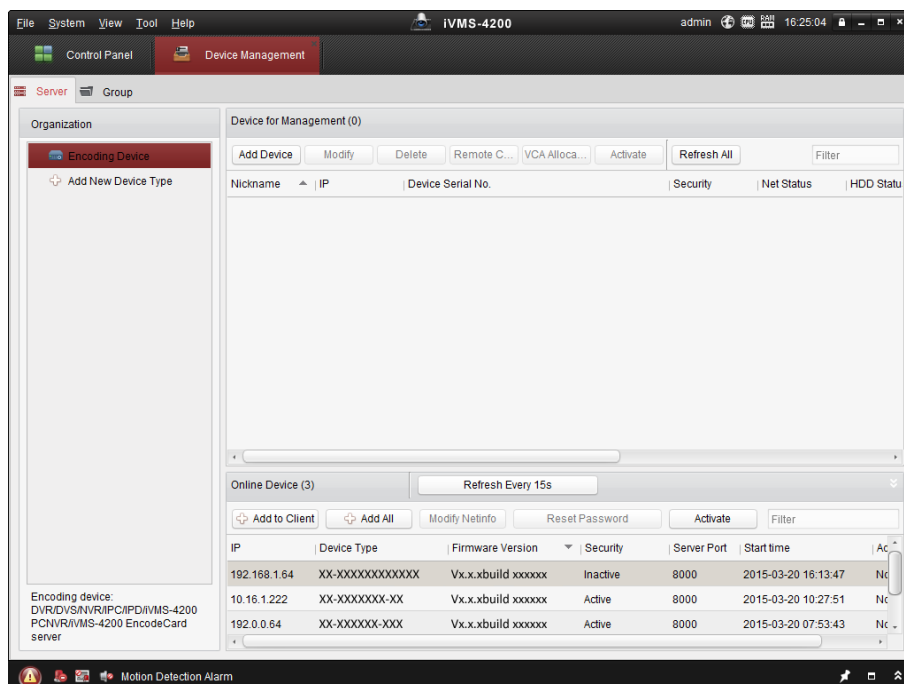 File System View Tool Help iVMS-4200 admin 16:25:04
Control Panel Device Management
Server Group
Organization
Encoding Device
Add New Device Type
Encoding device:
DVR/DVS/NVR/IPC/IPD/iVMS-4200
PCNVR/iVMS-4200 EncodeCard
server
Device for Management (0)
Add Device Modify Delete Remote C... VCA Alloca... Activate Refresh All Filter
Nickname IP Device Serial No. Security Net Status HDD Statu
Online Device (3) Refresh Every 15s
Add to Client Add All Modify Netinfo Reset Password Activate Filter
IP Device Type Firmware Version Security Server Port Start time Ad
192.168.1.64 XX-XXXXXXXXXXXX Vx.x.xbuild xxxxxx Inactive 8000 2015-03-20 16:13:47 No
10.16.1.222 XX-XXXXXX-XX Vx.x.xbuild xxxxxx Active 8000 2015-03-20 10:27:51 No
192.0.0.64 XX-XXXXXX-XXX Vx.x.xbuild xxxxxx Active 8000 2015-03-20 07:53:43 No
Motion Detection Alarm